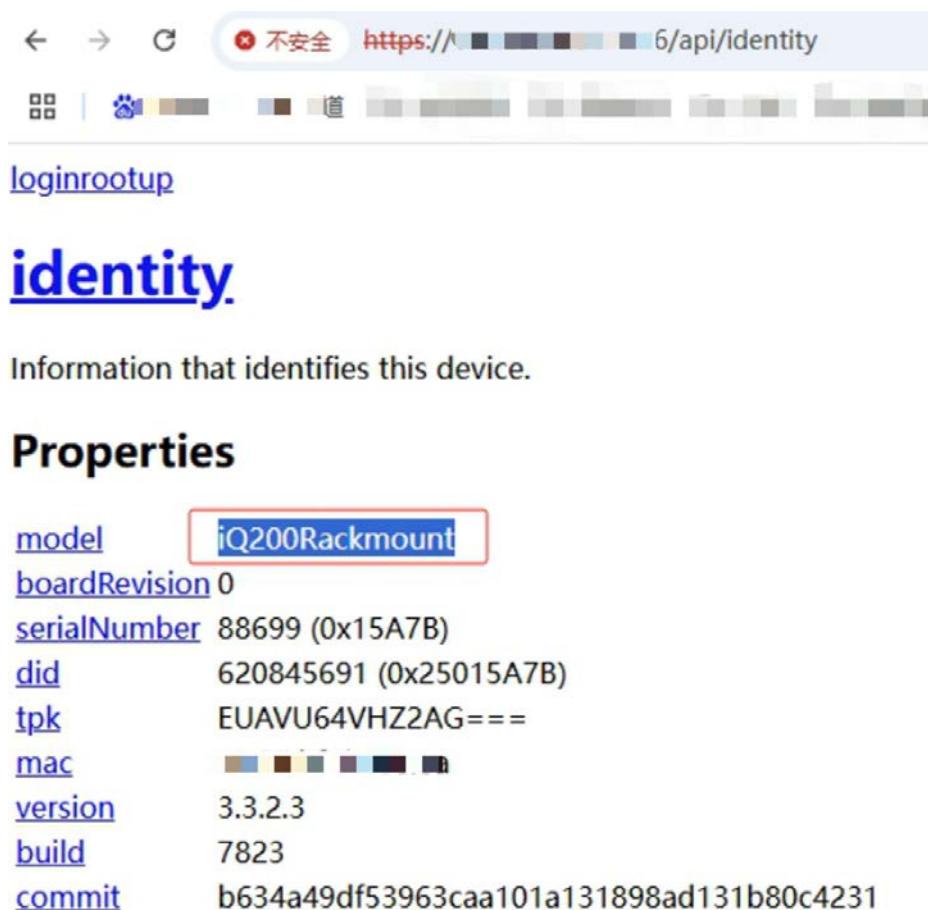 不安全 https:// 6/api/identity
道
loginrootup
identity
Information that identifies this device.
Properties
model iQ200Rackmount
boardRevision 0
serialNumber 88699 (0x15A7B)
did 620845691 (0x25015A7B)
tpk EUAVU64VHZ2AG===
mac
version 3.3.2.3
build 7823
commit b634a49df53963caa101a131898ad131b80c4231